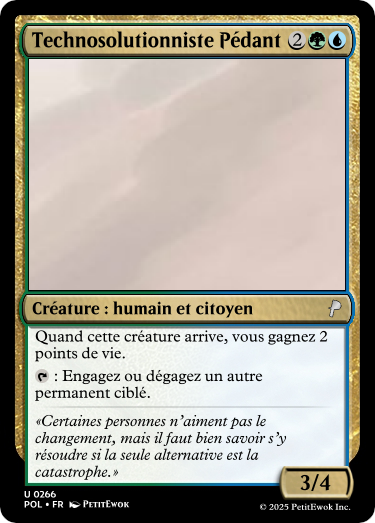 Technosolutionniste Pédant 2
Créature : humain et citoyen
Quand cette créature arrive, vous gagnez 2
points de vie.
: Engagez ou dégagez un autre
permanent ciblé.
«Certaines personnes n’aiment pas le
changement, mais il faut bien savoir s’y
résoudre si la seule alternative est la
catastrophe.»
3/4
U 0266
POL • FR PetitEwok
© 2025 PetitEwok Inc.